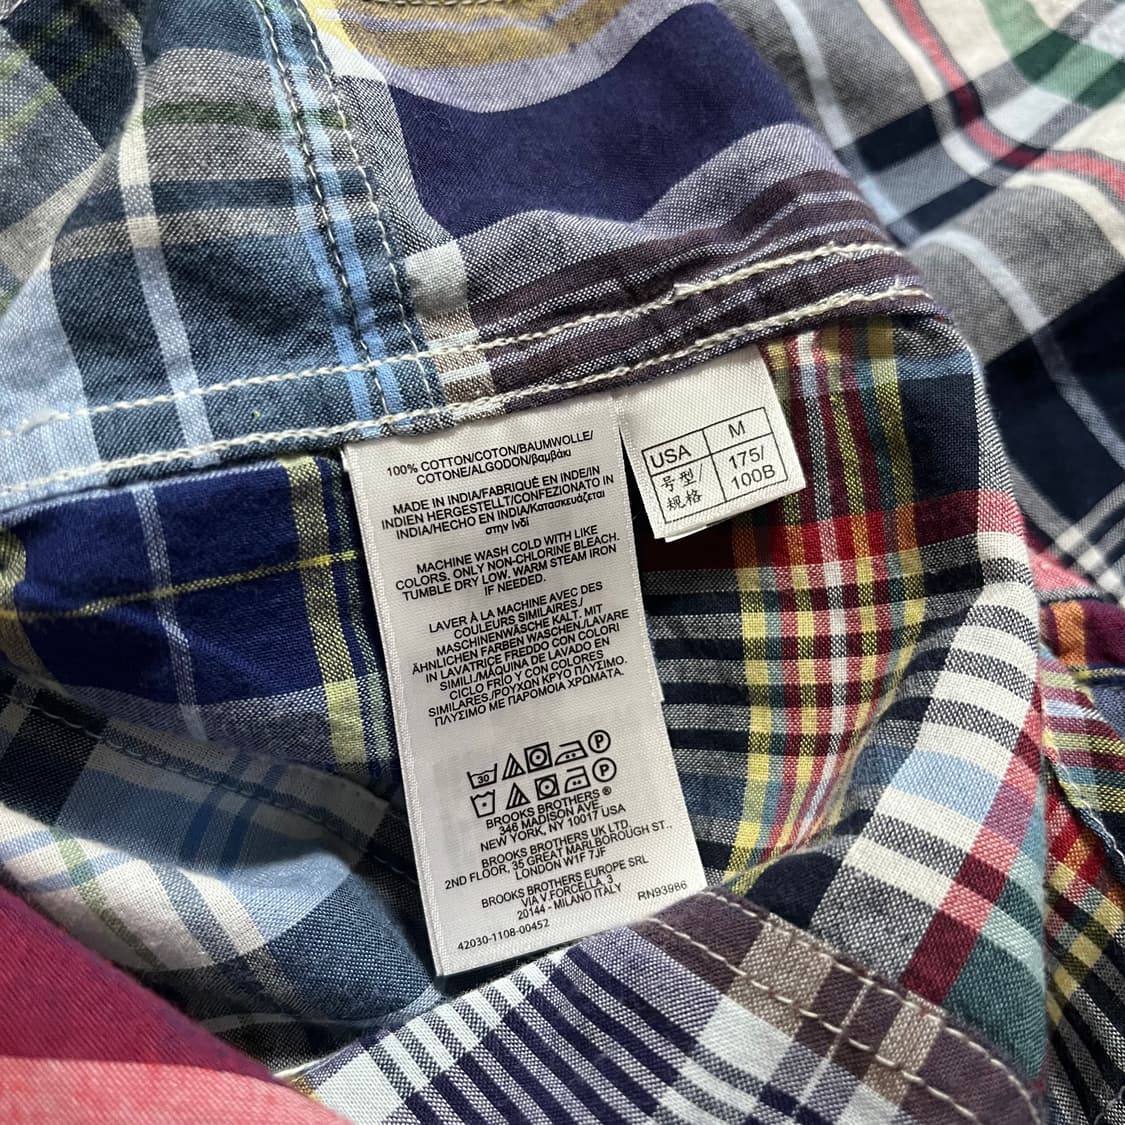 100% COTTON/COTON/BAUMWOLLE/
COTONE/ALGODON/βαμβάκι
MADE IN INDIA/FABRIQUÉ EN INDE/IN
INDIEN HERGESTELLT/CONFEZIONATO IN
INDIA/HECHO EN INDIA/Κατασκευάζεται
στην Ινδί
MACHINE WASH COLD WITH LIKE
COLORS. ONLY NON-CHLORINE BLEACH.
TUMBLE DRY LOW. WARM STEAM IRON
IF NEEDED.
LAVER À LA MACHINE AVEC DES
COULEURS SIMILAIRES./
MASCHINENWÄSCHE KALT. MIT
ÄHNLICHEN FARBEN WASCHEN/LAVARE
IN LAVATRICE FREDDO CON COLORI
SIMILI./MÁQUINA DE LAVADO EN
CICLO FRÍO Y CON COLORES
SIMILARES./ΡΟΥΧΩΝ ΚΡΥΟ ΠΛΥΣΙΜΟ.
ΠΛΥΣΙΜΟ ΜΕ ΠΑΡΟΜΟΙΑ ΧΡΩΜΑΤΑ.
30 P
P
BROOKS BROTHERS ®
346 MADISON AVE.
NEW YORK, NY 10017 USA
BROOKS BROTHERS UK LTD.
2ND FLOOR, 35 GREAT MARLBOROUGH ST.,
LONDON W1F 7JF
BROOKS BROTHERS EUROPE SRL
VIA V.FORCELLA, 3
20144 - MILANO ITALY
RN93986
42030-1108-00452
USA M
号型/ 175/
规格 100B